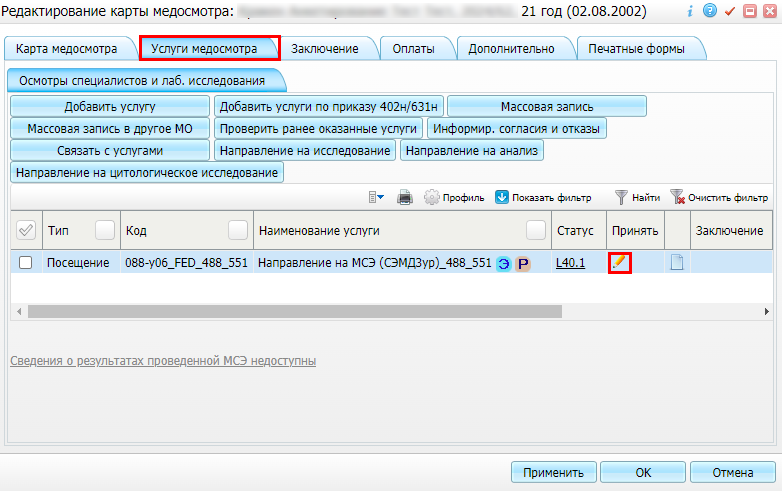 Редактирование карты медосмотра: 21 год (02.08.2002)
Карта медосмотра Услуги медосмотра Заключение Оплаты Дополнительно Печатные формы
Осмотры специалистов и лаб. исследования
Добавить услугу Добавить услуги по приказу 402н/631н Массовая запись
Массовая запись в другое МО Проверить ранее оказанные услуги Информир. согласия и отказы
Связать с услугами Направление на исследование Направление на анализ
Направление на цитологическое исследование
Профиль Показать фильтр Найти Очистить фильтр
Тип Код Наименование услуги Статус Принять Заключение
Посещение 088-у06_FED_488_551 Направление на МСЭ (СЭМДЗур)_488_551 Э Р L40.1
Сведения о результатах проведенной МСЭ недоступны
Применить OK Отмена